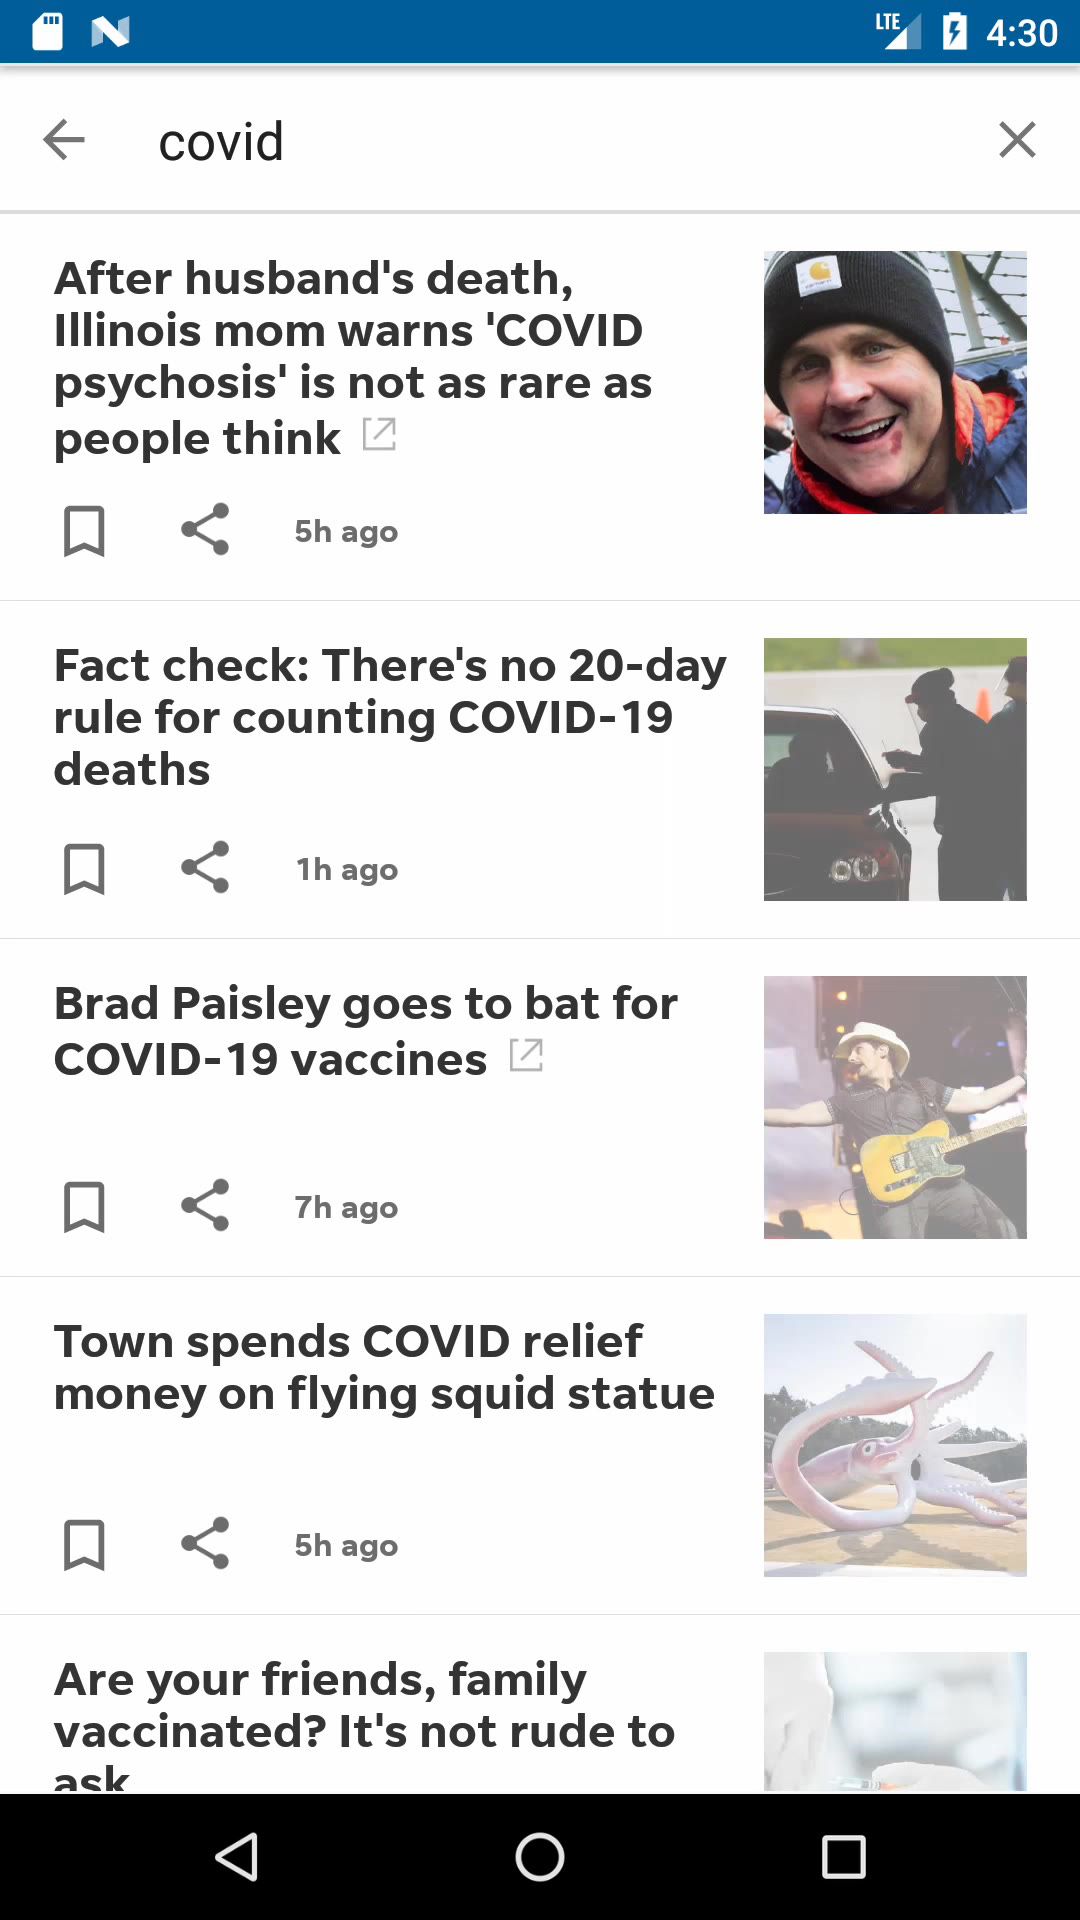 LTE 4:30
covid
After husband's death,
Illinois mom warns 'COVID
psychosis' is not as rare as
people think
5h ago
Fact check: There's no 20-day
rule for counting COVID-19
deaths
1h ago
Brad Paisley goes to bat for
COVID-19 vaccines
7h ago
Town spends COVID relief
money on flying squid statue
5h ago
Are your friends, family
vaccinated? It's not rude to
ask